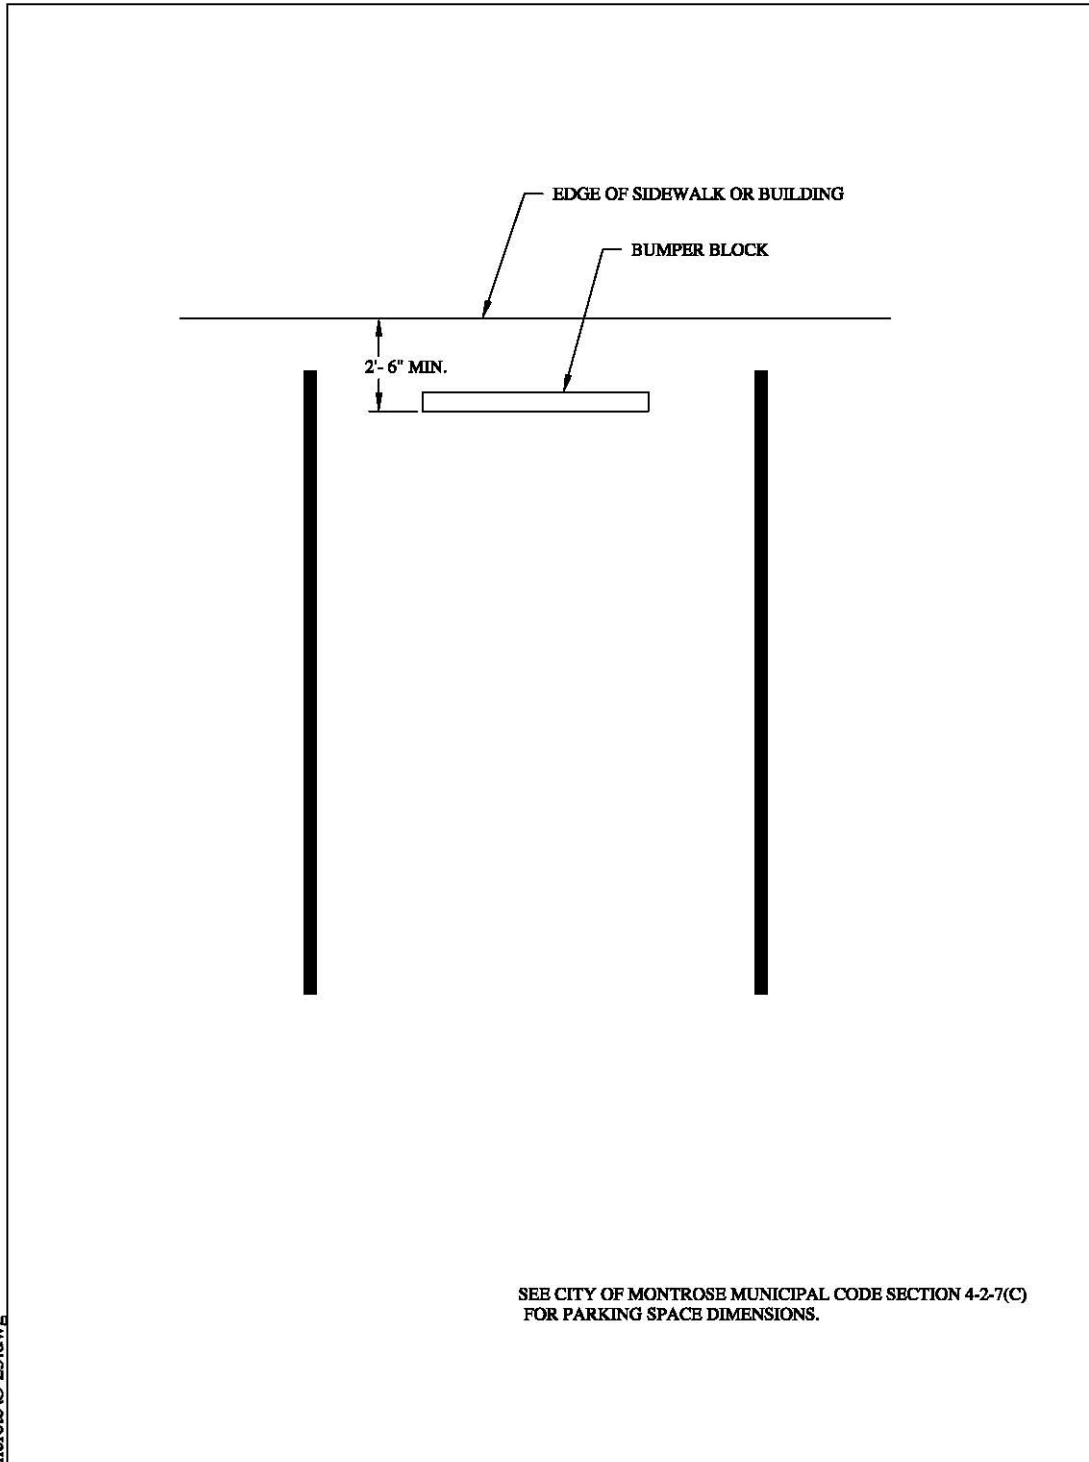 EDGE OF SIDEWALK OR BUILDING
BUMPER BLOCK
2'- 6" MIN.
SEE CITY OF MONTROSE MUNICIPAL CODE SECTION 4-2-7(C)
FOR PARKING SPACE DIMENSIONS.